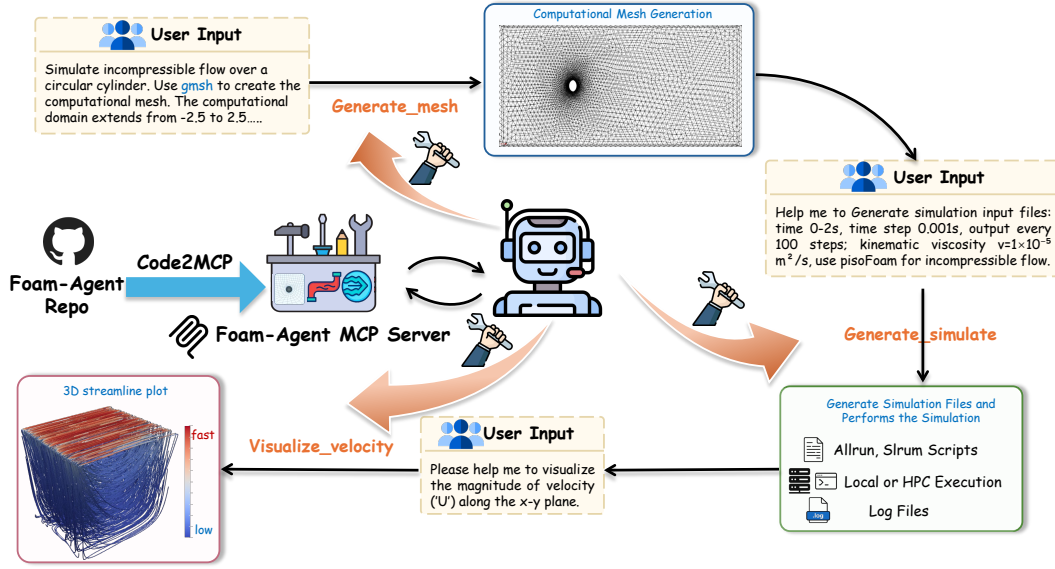 User Input
Simulate incompressible flow over a
circular cylinder. Use gmsh to create the
computational mesh. The computational
domain extends from -2.5 to 2.5.....
Generate_mesh
Computational Mesh Generation
User Input
Help me to Generate simulation input files:
time 0-2s, time step 0.001s, output every
100 steps; kinematic viscosity ν=1×10⁻⁵
m²/s, use pisoFoam for incompressible flow.
Foam-Agent
Repo
Code2MCP
Foam-Agent MCP Server
Generate_simulate
Generate Simulation Files and
Performs the Simulation
Allrun, Slrum Scripts
Local or HPC Execution
.log
Log Files
User Input
Please help me to visualize
the magnitude of velocity
('U') along the x-y plane.
Visualize_velocity
3D streamline plot
fast
low